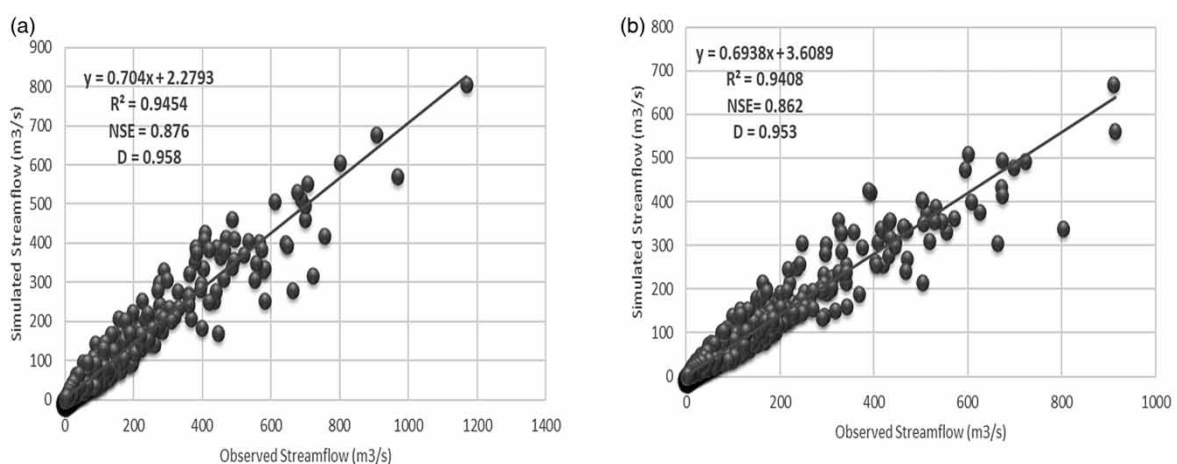 (a)
900
800
700
600
500
400
300
200
100
0
Simulated Streamflow (m3/s)
y = 0.704x + 2.2793
R² = 0.9454
NSE = 0.876
D = 0.958
0 200 400 600 800 1000 1200 1400
Observed Streamflow (m3/s)
(b)
800
700
600
500
400
300
200
100
0
Simulated Streamflow (m3/s)
y = 0.6938x + 3.6089
R² = 0.9408
NSE= 0.862
D = 0.953
0 200 400 600 800 1000
Observed Streamflow (m3/s)